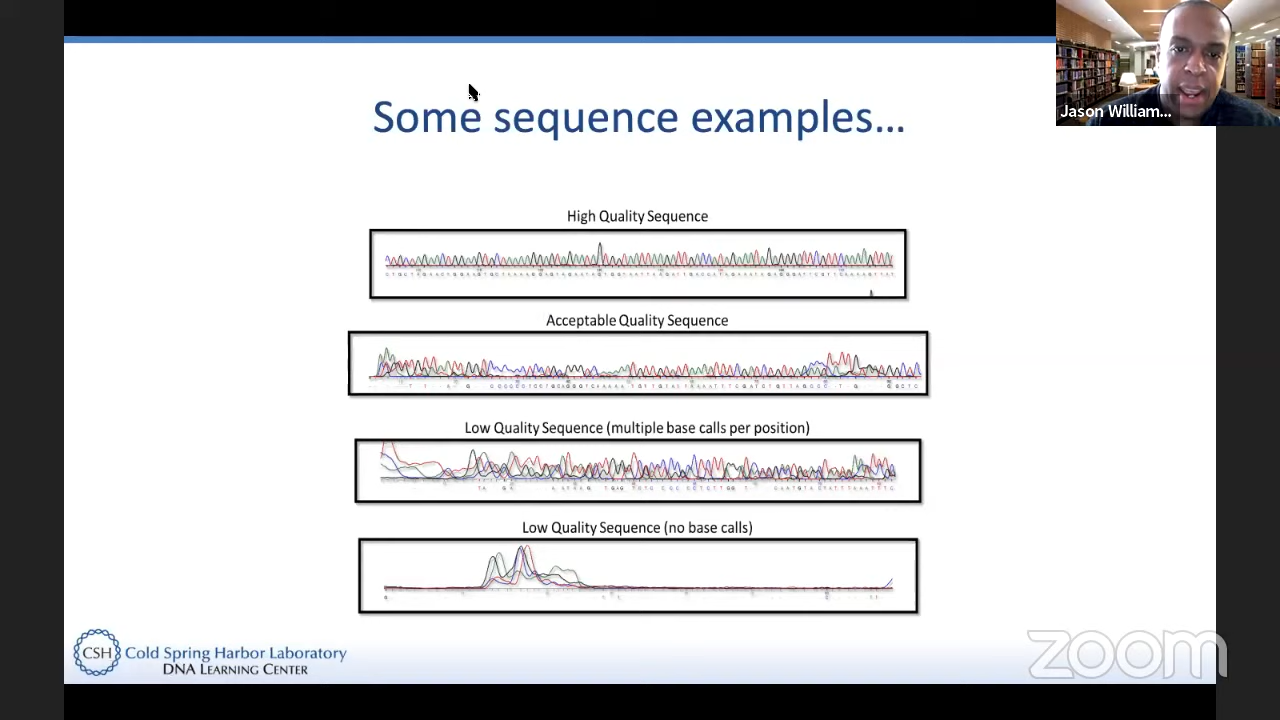 Jason William...
Some sequence examples...
High Quality Sequence
Acceptable Quality Sequence
Low Quality Sequence (multiple base calls per position)
Low Quality Sequence (no base calls)
CSH Cold Spring Harbor Laboratory
DNA LEARNING CENTER
zoom